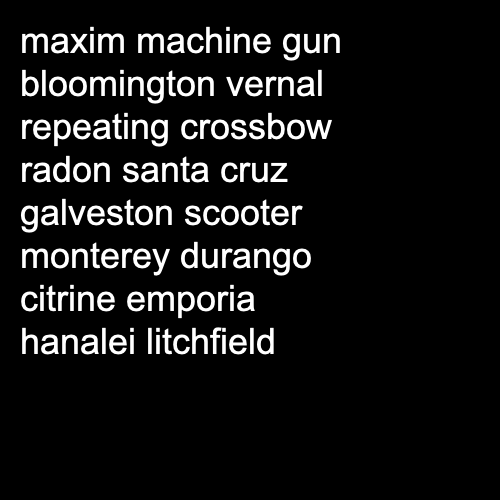 maxim machine gun
bloomington vernal
repeating crossbow
radon santa cruz
galveston scooter
monterey durango
citrine emporia
hanalei litchfield